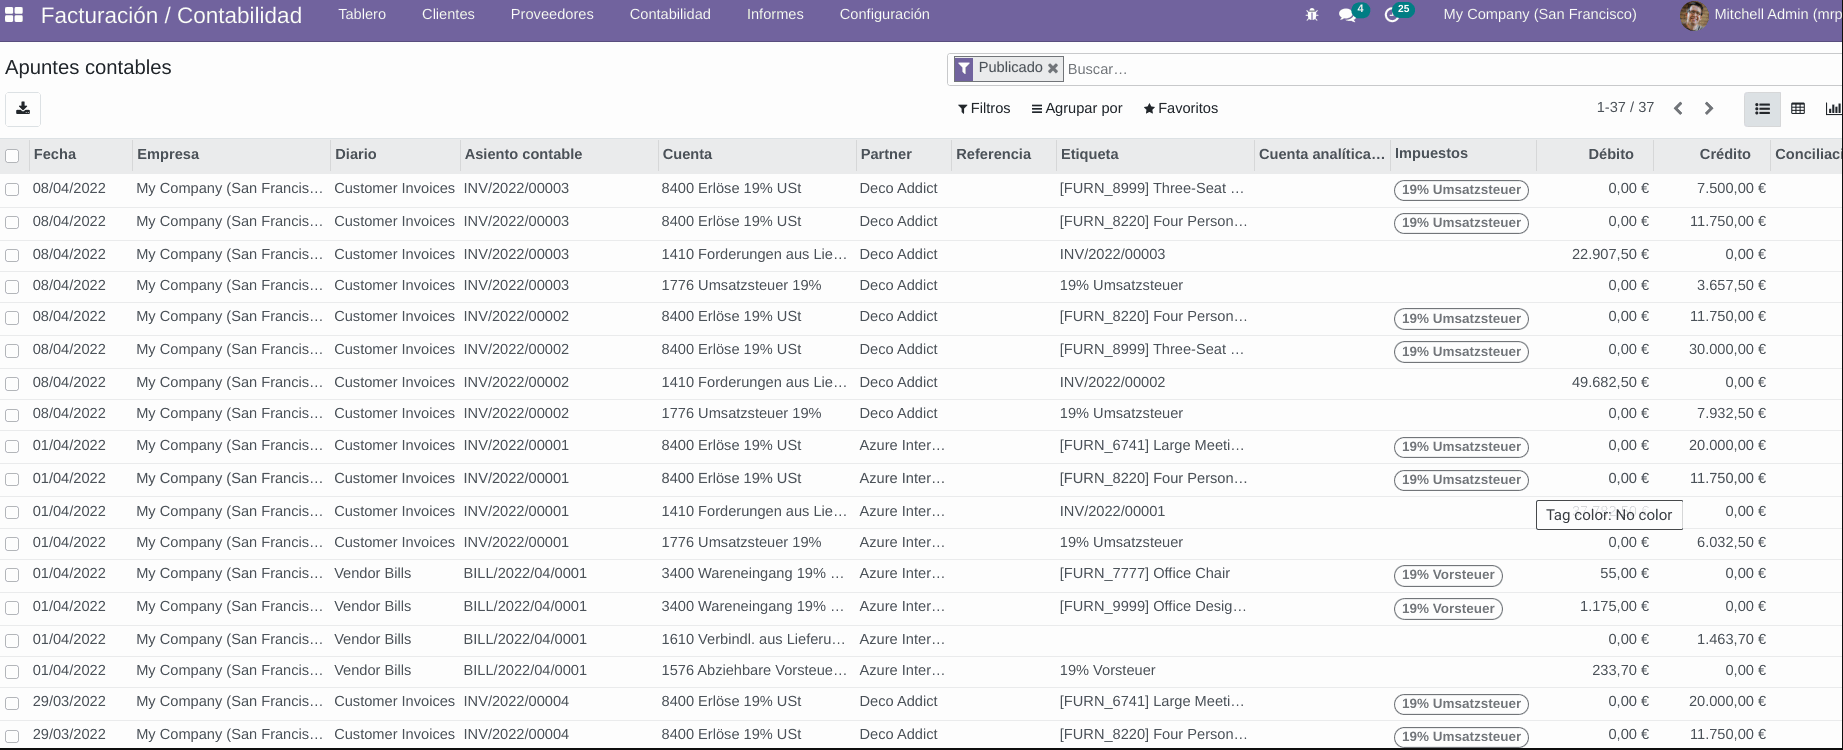 Facturación / Contabilidad Tablero Clientes Proveedores Contabilidad Informes Configuración 4 25 My Company (San Francisco) Mitchell Admin (mrp
Apuntes contables Publicado Buscar...
Filtros Agrupar por Favoritos 1-37 / 37
Fecha Empresa Diario Asiento contable Cuenta Partner Referencia Etiqueta Cuenta analítica... Impuestos Débito Crédito Conciliaci
08/04/2022 My Company (San Francis... Customer Invoices INV/2022/00003 8400 Erlöse 19% USt Deco Addict [FURN_8999] Three-Seat ... 19% Umsatzsteuer 0,00 € 7.500,00 €
08/04/2022 My Company (San Francis... Customer Invoices INV/2022/00003 8400 Erlöse 19% USt Deco Addict [FURN_8220] Four Person... 19% Umsatzsteuer 0,00 € 11.750,00 €
08/04/2022 My Company (San Francis... Customer Invoices INV/2022/00003 1410 Forderungen aus Lie... Deco Addict INV/2022/00003 22.907,50 € 0,00 €
08/04/2022 My Company (San Francis... Customer Invoices INV/2022/00003 1776 Umsatzsteuer 19% Deco Addict 19% Umsatzsteuer 0,00 € 3.657,50 €
08/04/2022 My Company (San Francis... Customer Invoices INV/2022/00002 8400 Erlöse 19% USt Deco Addict [FURN_8220] Four Person... 19% Umsatzsteuer 0,00 € 11.750,00 €
08/04/2022 My Company (San Francis... Customer Invoices INV/2022/00002 8400 Erlöse 19% USt Deco Addict [FURN_8999] Three-Seat ... 19% Umsatzsteuer 0,00 € 30.000,00 €
08/04/2022 My Company (San Francis... Customer Invoices INV/2022/00002 1410 Forderungen aus Lie... Deco Addict INV/2022/00002 49.682,50 € 0,00 €
08/04/2022 My Company (San Francis... Customer Invoices INV/2022/00002 1776 Umsatzsteuer 19% Deco Addict 19% Umsatzsteuer 0,00 € 7.932,50 €
01/04/2022 My Company (San Francis... Customer Invoices INV/2022/00001 8400 Erlöse 19% USt Azure Inter... [FURN_6741] Large Meeti... 19% Umsatzsteuer 0,00 € 20.000,00 €
01/04/2022 My Company (San Francis... Customer Invoices INV/2022/00001 8400 Erlöse 19% USt Azure Inter... [FURN_8220] Four Person... 19% Umsatzsteuer 0,00 € 11.750,00 €
01/04/2022 My Company (San Francis... Customer Invoices INV/2022/00001 1410 Forderungen aus Lie... Azure Inter... INV/2022/00001 Tag color: No color 0,00 €
01/04/2022 My Company (San Francis... Customer Invoices INV/2022/00001 1776 Umsatzsteuer 19% Azure Inter... 19% Umsatzsteuer 0,00 € 6.032,50 €
01/04/2022 My Company (San Francis... Vendor Bills BILL/2022/04/0001 3400 Wareneingang 19% ... Azure Inter... [FURN_7777] Office Chair 19% Vorsteuer 55,00 € 0,00 €
01/04/2022 My Company (San Francis... Vendor Bills BILL/2022/04/0001 3400 Wareneingang 19% ... Azure Inter... [FURN_9999] Office Desig... 19% Vorsteuer 1.175,00 € 0,00 €
01/04/2022 My Company (San Francis... Vendor Bills BILL/2022/04/0001 1610 Verbindl. aus Lieferu... Azure Inter... 0,00 € 1.463,70 €
01/04/2022 My Company (San Francis... Vendor Bills BILL/2022/04/0001 1576 Abziehbare Vorsteue... Azure Inter... 19% Vorsteuer 233,70 € 0,00 €
29/03/2022 My Company (San Francis... Customer Invoices INV/2022/00004 8400 Erlöse 19% USt Deco Addict [FURN_6741] Large Meeti... 19% Umsatzsteuer 0,00 € 20.000,00 €
29/03/2022 My Company (San Francis... Customer Invoices INV/2022/00004 8400 Erlöse 19% USt Deco Addict [FURN_8220] Four Person... 19% Umsatzsteuer 0,00 € 11.750,00 €